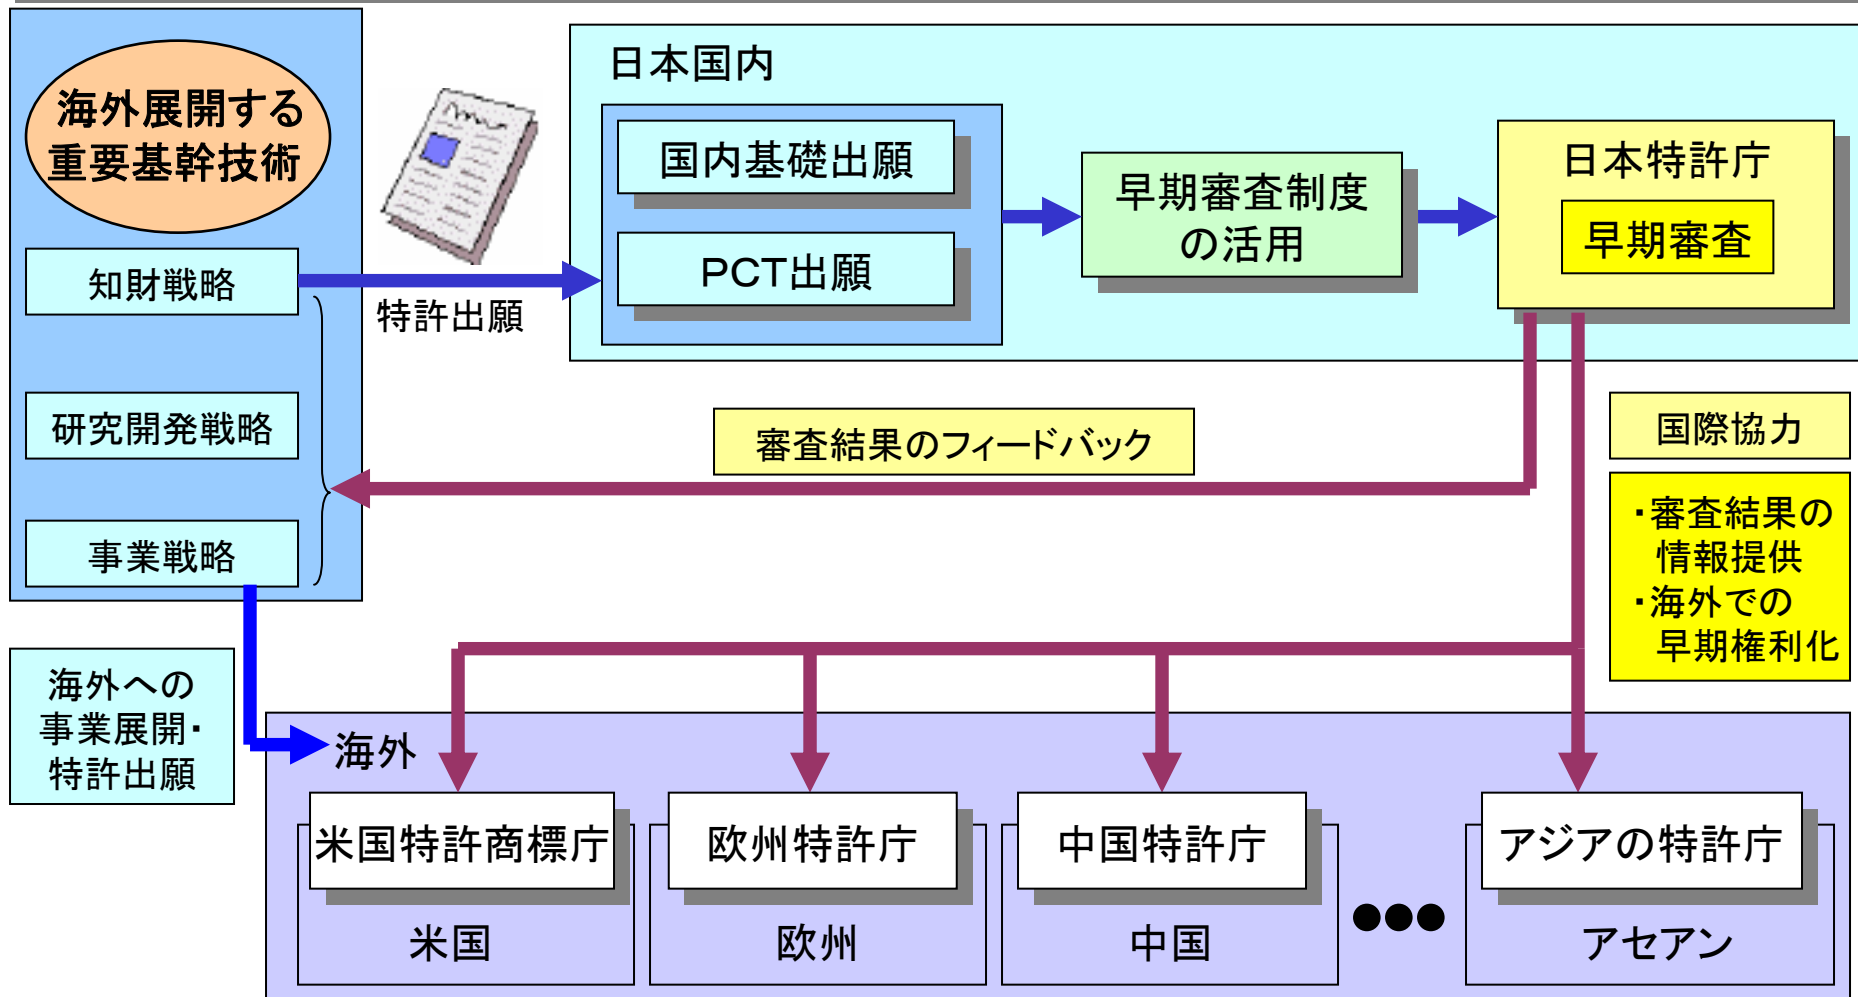 海外展開する
重要基幹技術
知財戦略
研究開発戦略
事業戦略
特許出願
日本国内
国内基礎出願
PCT出願
早期審査制度
の活用
日本特許庁
早期審査
審査結果のフィードバック
国際協力
・審査結果の
情報提供
・海外での
早期権利化
海外への
事業展開・
特許出願
海外
米国特許商標庁
米国
欧州特許庁
欧州
中国特許庁
中国
●●●
アジアの特許庁
アセアン